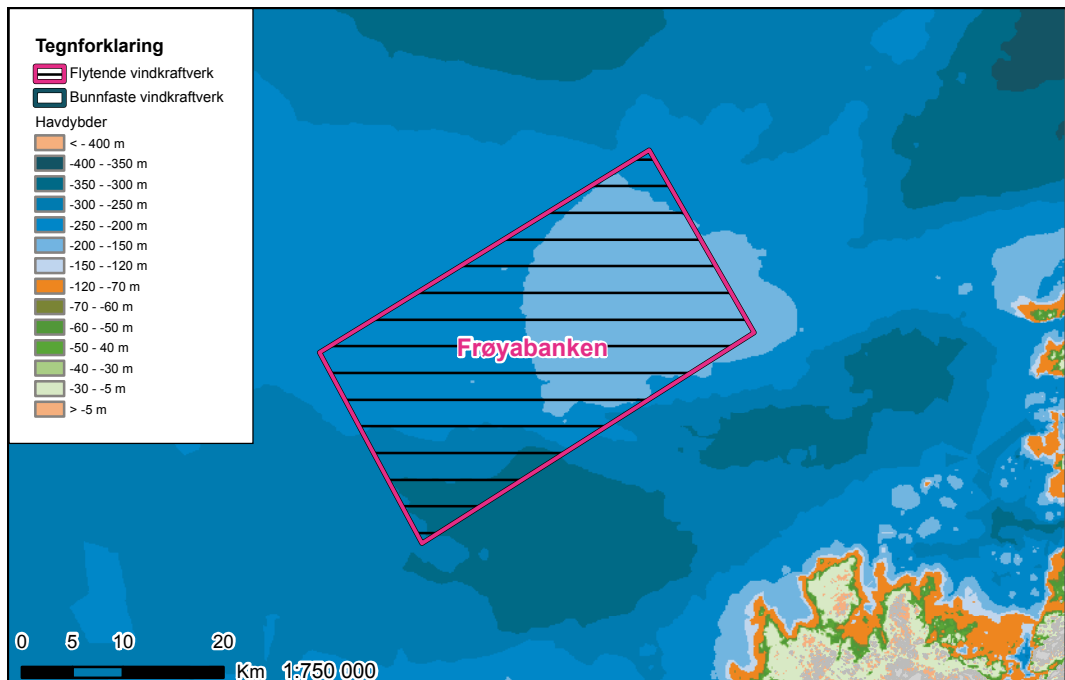 Tegnforklaring
Flytende vindkraftverk
Bunnfaste vindkraftverk
Havdybder
< - 400 m
-400 - -350 m
-350 - -300 m
-300 - -250 m
-250 - -200 m
-200 - -150 m
-150 - -120 m
-120 - -70 m
-70 - -60 m
-60 - -50 m
-50 - 40 m
-40 - -30 m
-30 - -5 m
> -5 m
Frøyabanken
0 5 10 20
Km 1:750 000